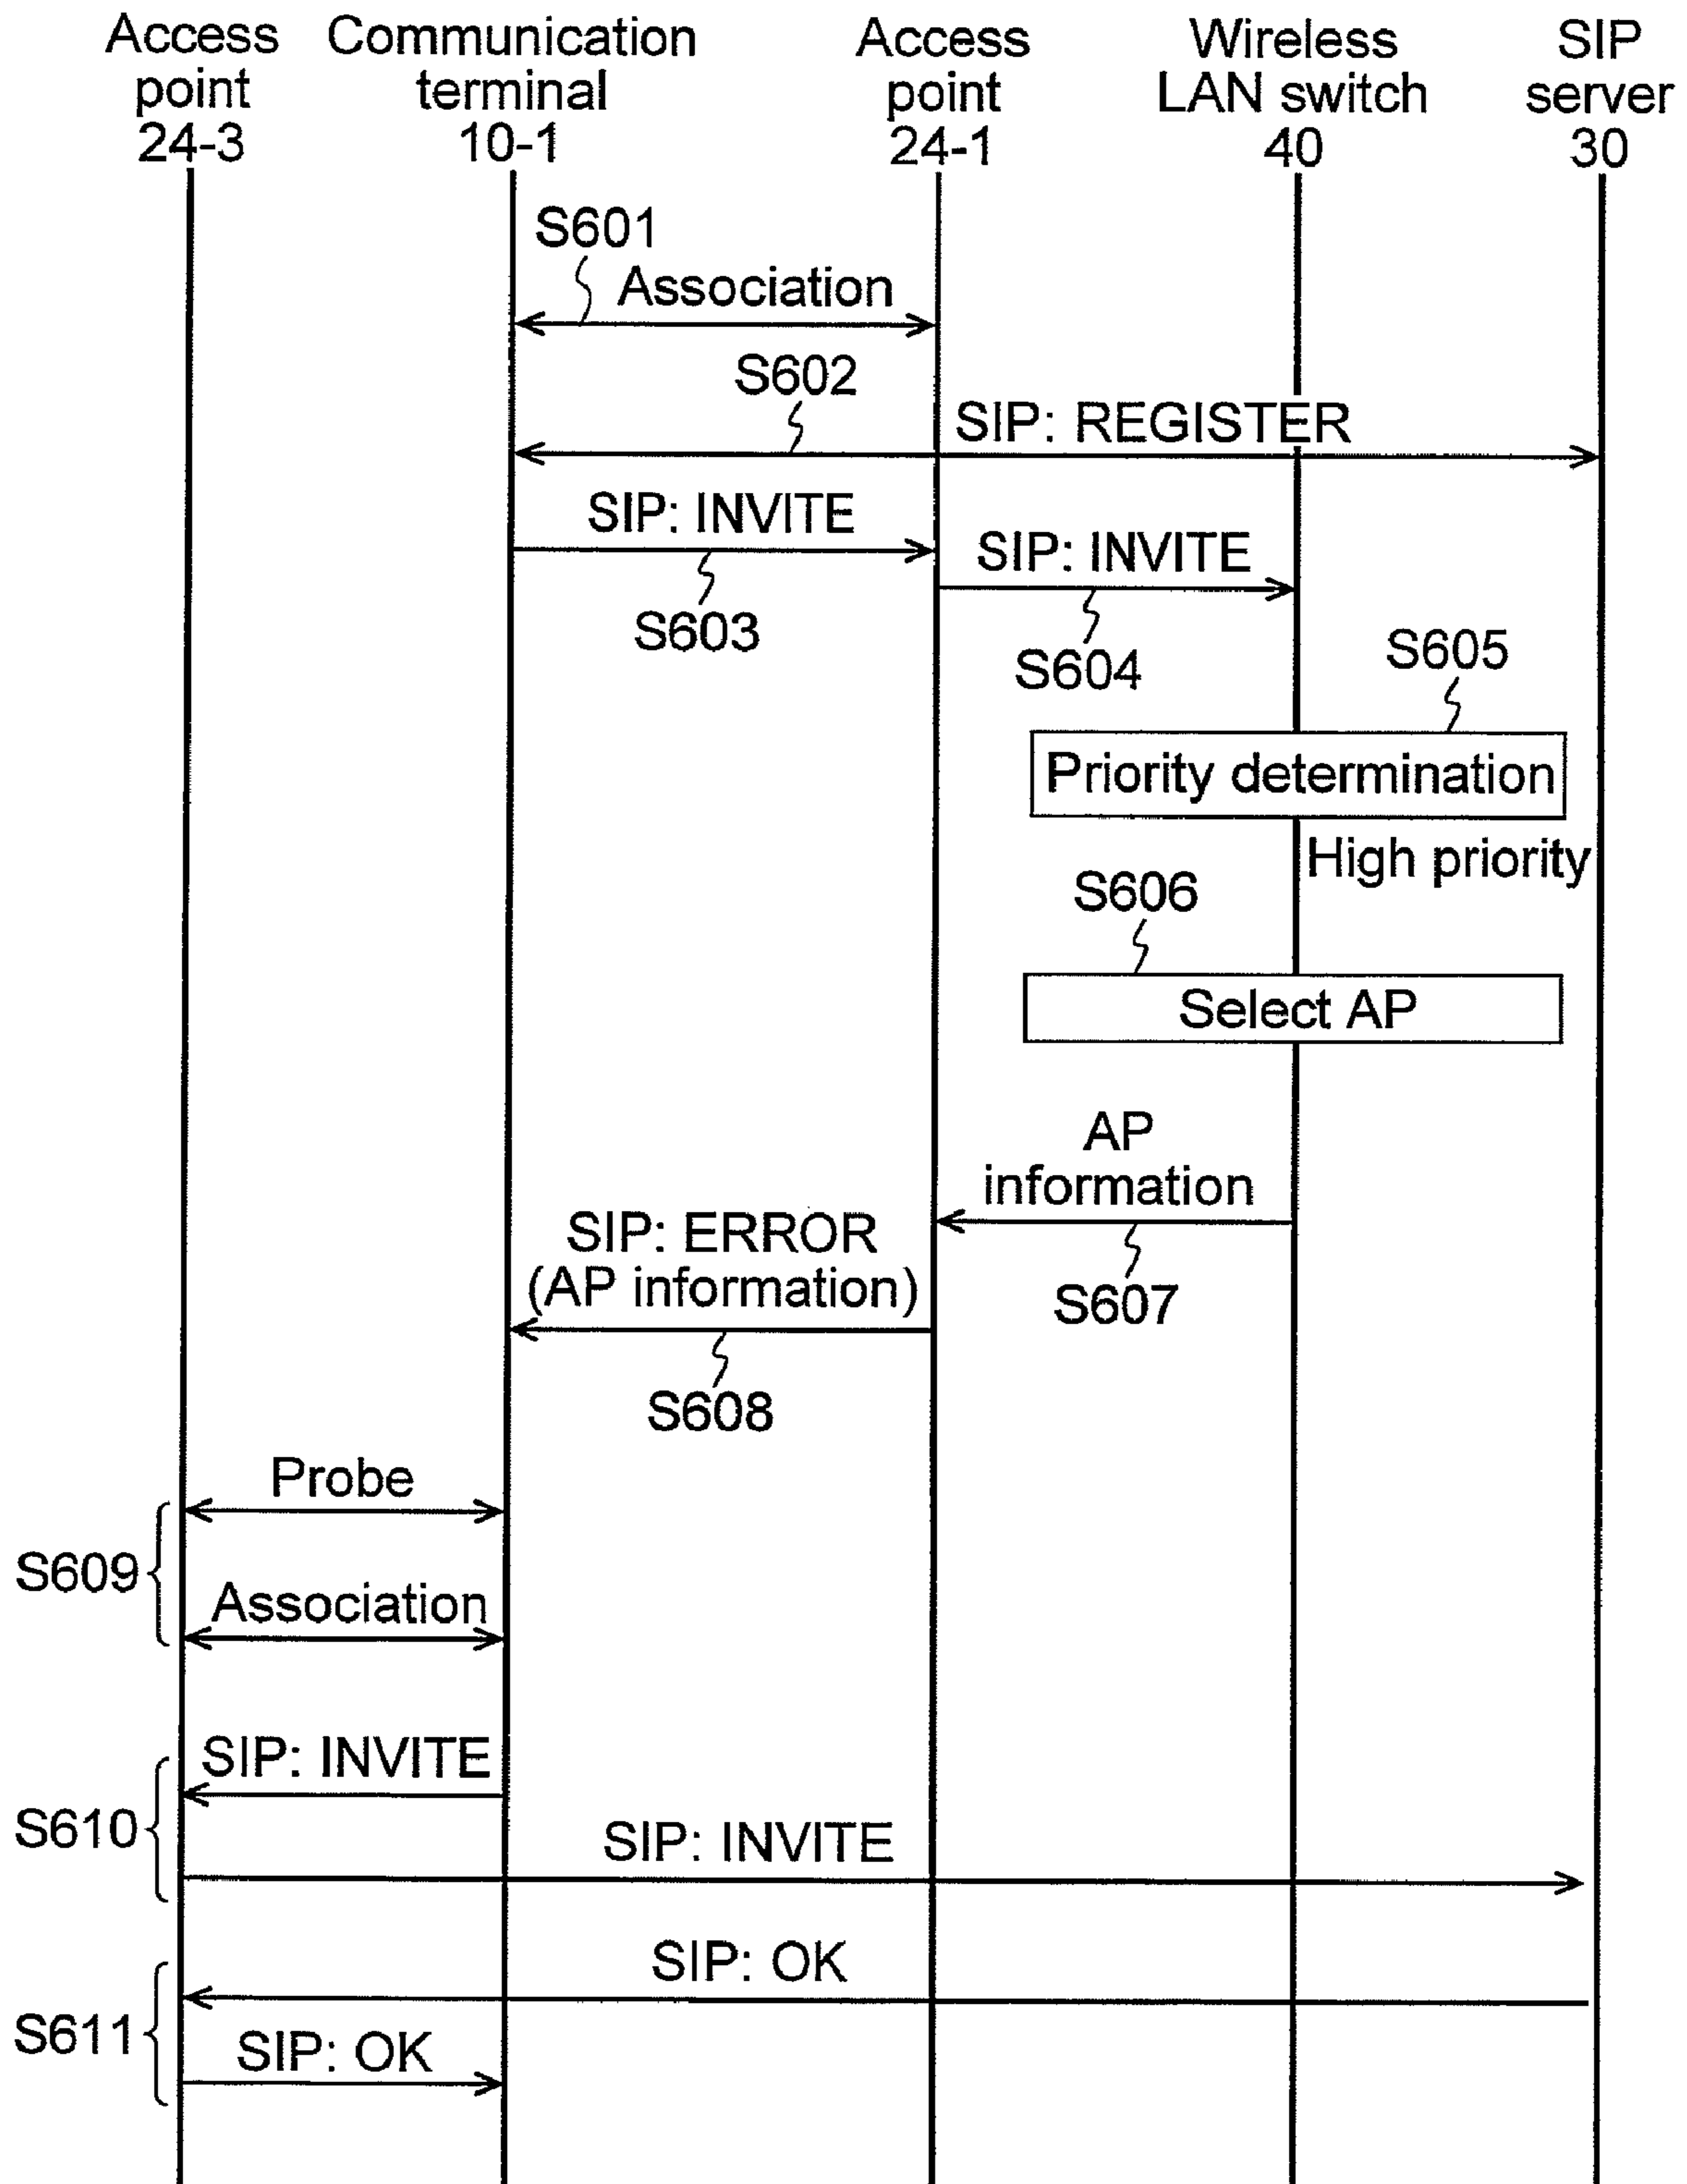 Access
point
24-3
Communication
terminal
10-1
Access
point
24-1
Wireless
LAN switch
40
SIP
server
30
S601
Association
S602
SIP: REGISTER
SIP: INVITE
S603
SIP: INVITE
S604
S605
Priority determination
High priority
S606
Select AP
AP
information
S607
SIP: ERROR
(AP information)
S608
Probe
S609
Association
SIP: INVITE
S610
SIP: INVITE
SIP: OK
S611
SIP: OK